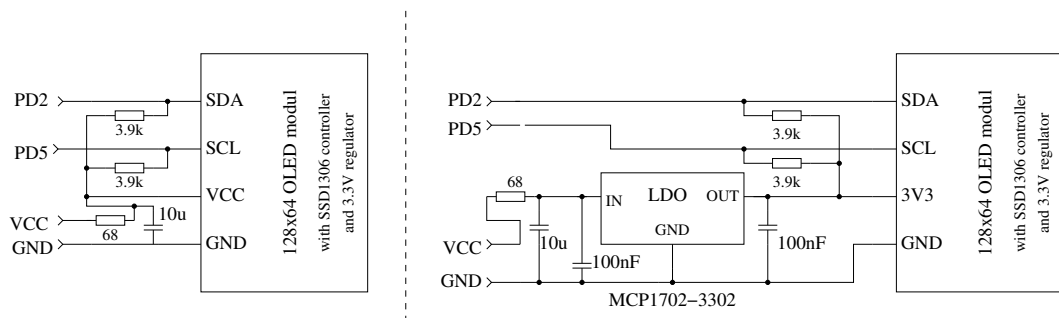 PD2
SDA
3.9k
PD5
SCL
3.9k
VCC
VCC
10u
68
GND
GND
128x64 OLED modul
with SSD1306 controller
and 3.3V regulator
PD2
SDA
PD5
3.9k
SCL
68
3.9k
IN
LDO
OUT
3V3
GND
VCC
10u
GND
100nF
100nF
GND
MCP1702−3302
128x64 OLED modul
with SSD1306 controller
and 3.3V regulator